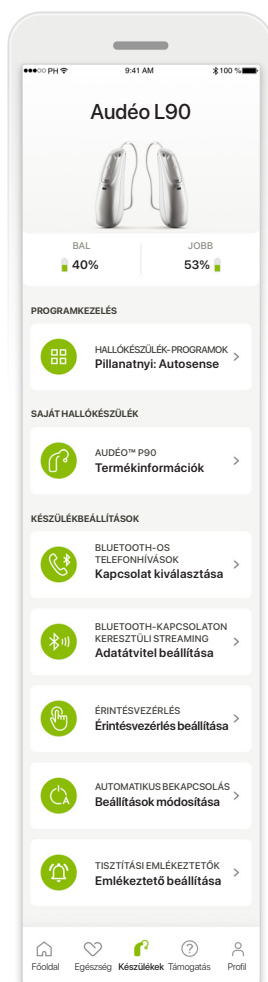 PH 9:41 AM 100 %
Audéo L90
BAL JOBB
40% 53%
PROGRAMKEZELÉS
HALLÓKÉSZÜLÉK-PROGRAMOK
Pillanatnyi: Autosense
SAJÁT HALLÓKÉSZÜLÉK
AUDÉO™ P90
Termékinformációk
KÉSZÜLÉKBEÁLLÍTÁSOK
BLUETOOTH-OS
TELEFONHÍVÁSOK
Kapcsolat kiválasztása
BLUETOOTH-KAPCSOLATON
KERESZTÜLI STREAMING
Adatátvitel beállítása
ÉRINTÉSVEZÉRLÉS
Érintésvezérlés beállítása
AUTOMATIKUS BEKAPCSOLÁS
Beállítások módosítása
TISZTÍTÁSI EMLÉKEZTETŐK
Emlékeztető beállítása
Főoldal Egészség Készülékek Támogatás Profil